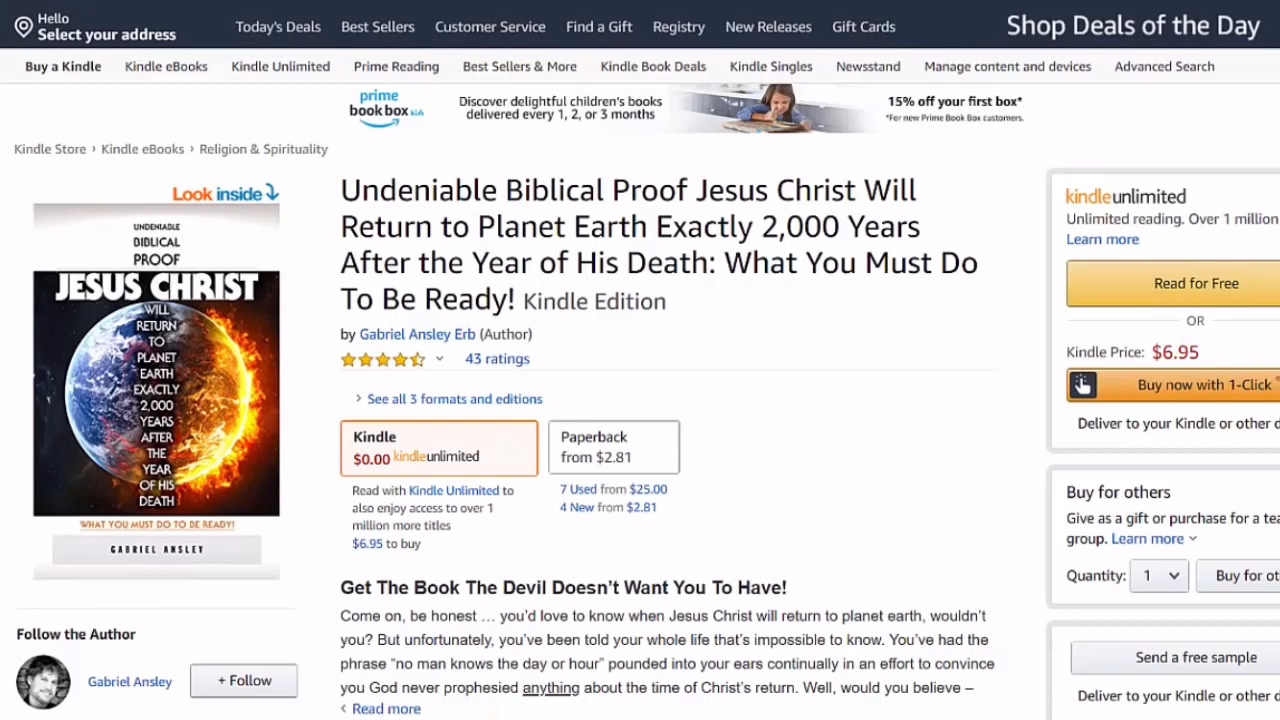 Hello
Select your address
Today's Deals Best Sellers Customer Service Find a Gift Registry New Releases Gift Cards
Shop Deals of the Day
Buy a Kindle Kindle eBooks Kindle Unlimited Prime Reading Best Sellers & More Kindle Book Deals Kindle Singles Newsstand Manage content and devices Advanced Search
prime
book box kids
Discover delightful children's books
delivered every 1, 2, or 3 months
15% off your first box*
*For new Prime Book Box customers.
Kindle Store › Kindle eBooks › Religion & Spirituality
Look inside
UNDENIABLE
BIBLICAL
PROOF
JESUS CHRIST
WILL
RETURN
TO
PLANET
EARTH
EXACTLY
2,000
YEARS
AFTER
THE
YEAR
OF HIS
DEATH
WHAT YOU MUST DO TO BE READY!
GABRIEL ANSLEY
Follow the Author
Gabriel Ansley
+ Follow
Undeniable Biblical Proof Jesus Christ Will
Return to Planet Earth Exactly 2,000 Years
After the Year of His Death: What You Must Do
To Be Ready! Kindle Edition
by Gabriel Ansley Erb (Author)
43 ratings
› See all 3 formats and editions
Kindle
$0.00 kindleunlimited
Read with Kindle Unlimited to
also enjoy access to over 1
million more titles
$6.95 to buy
Paperback
from $2.81
7 Used from $25.00
4 New from $2.81
Get The Book The Devil Doesn't Want You To Have!
Come on, be honest … you'd love to know when Jesus Christ will return to planet earth, wouldn't
you? But unfortunately, you've been told your whole life that's impossible to know. You've had the
phrase "no man knows the day or hour" pounded into your ears continually in an effort to convince
you God never prophesied anything about the time of Christ's return. Well, would you believe –
‹ Read more
kindleunlimited
Unlimited reading. Over 1 million
Learn more
Read for Free
OR
Kindle Price: $6.95
Buy now with 1-Click
Deliver to your Kindle or other d
Buy for others
Give as a gift or purchase for a tea
group. Learn more
Quantity: 1
Buy for ot
Send a free sample
Deliver to your Kindle or other d